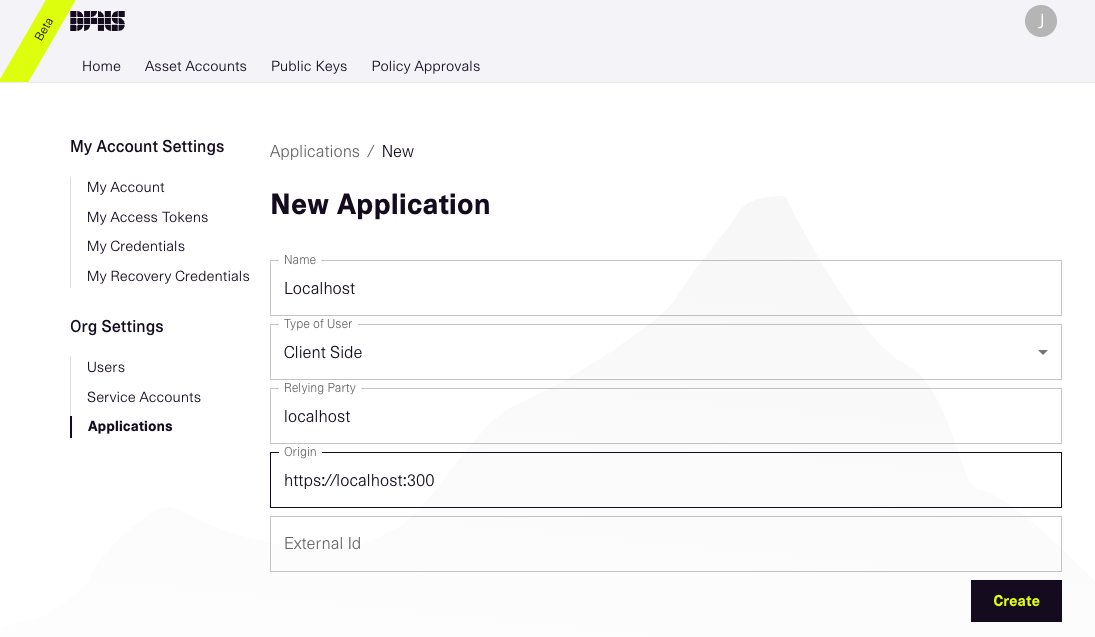 Beta
DFNS
J
Home Asset Accounts Public Keys Policy Approvals
My Account Settings
My Account
My Access Tokens
My Credentials
My Recovery Credentials
Org Settings
Users
Service Accounts
Applications
Applications / New
New Application
Name
Localhost
Type of User
Client Side
Relying Party
localhost
Origin
https://localhost:300
External Id
Create